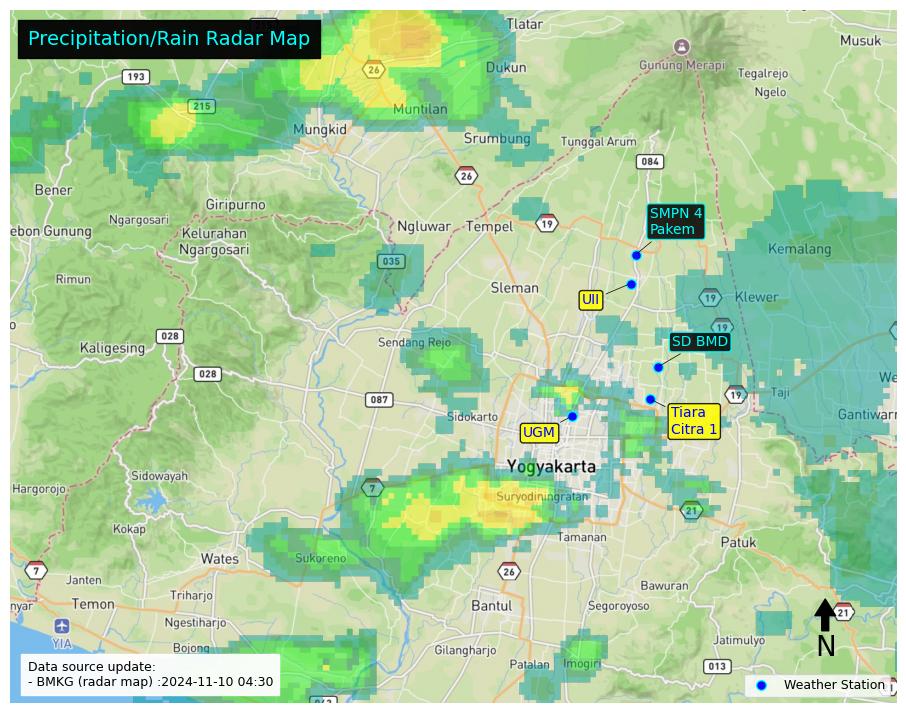 Precipitation/Rain Radar Map
Tlatar
Musuk
193
26
Dukun
Gunung Merapi
Tegalrejo
Ngelo
215
Muntilan
Mungkid
Srumbung
Tunggal Arum
084
26
Bener
Giripurno
Ngargosari
ebon Gunung
Kelurahan
Ngargosari
Ngluwar
Tempel
19
SMPN 4
Pakem
Kemalang
035
Rimun
Sleman
UII
19
Klewer
19
028
Kaligesing
Sendang Rejo
SD BMD
028
087
19
Taji
We
Sidokarto
UGM
Tiara
Citra 1
Gantiwarr
Yogyakarta
Sidowayah
Hargorojo
7
Suryodiningratan
21
Kokap
Tamanan
Patuk
Wates
Sukoreno
7
26
Janten
Bawuran
nyar
Temon
Triharjo
Bantul
Segoroyoso
21
Ngestiharjo
YIA
Bojong
Gilangharjo
Jatimulyo
N
Patalan
Imogiri
013
Data source update:
- BMKG (radar map) :2024-11-10 04:30
Weather Station